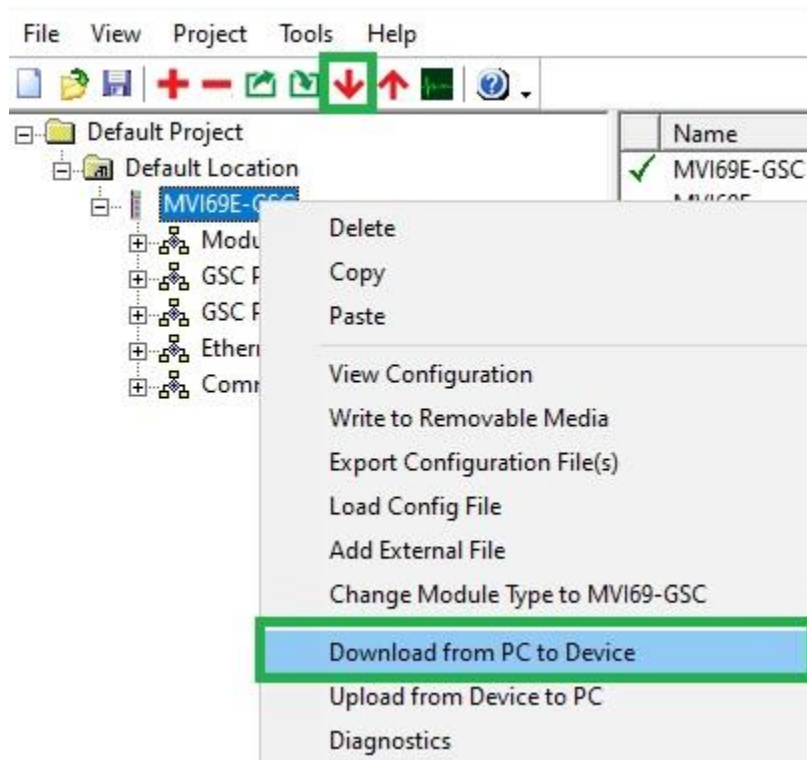 File View Project Tools Help
Default Project
Default Location
MVI69E-GSC
Name
MVI69E-GSC
Delete
Copy
Paste
View Configuration
Write to Removable Media
Export Configuration File(s)
Load Config File
Add External File
Change Module Type to MVI69-GSC
Download from PC to Device
Upload from Device to PC
Diagnostics